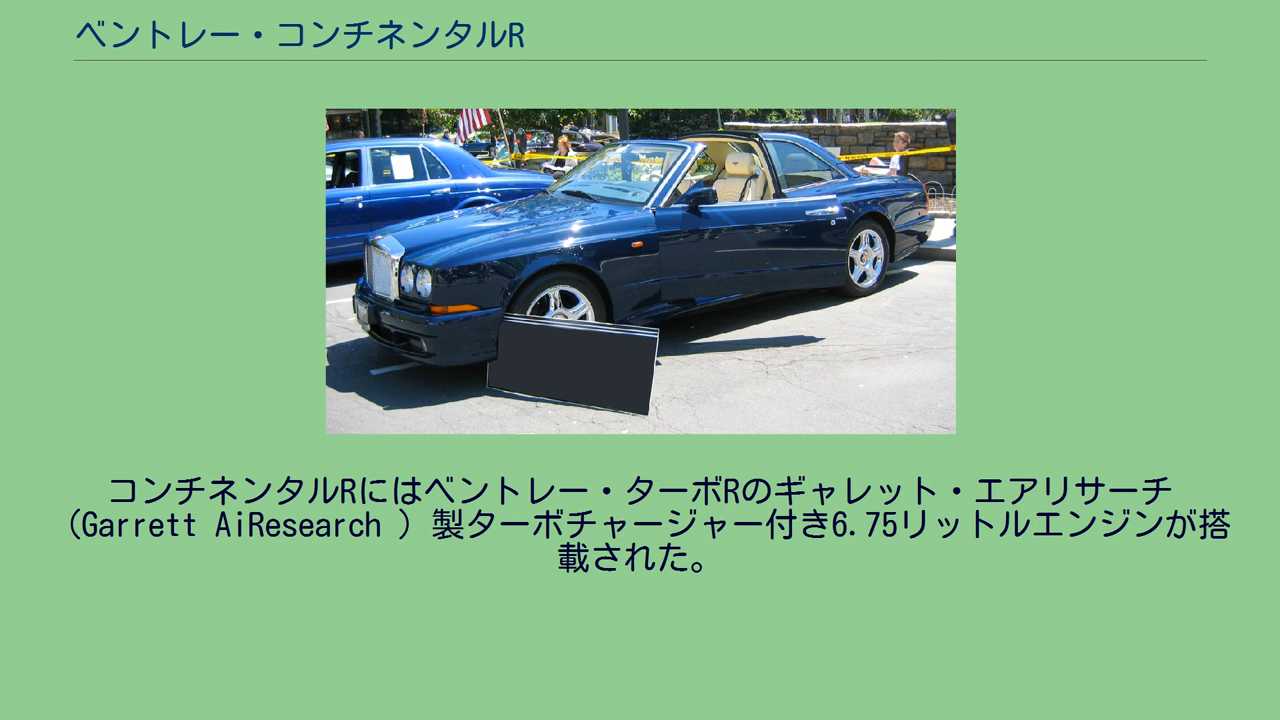 ベントレー・コンチネンタルR
コンチネンタルRにはベントレー・ターボRのギャレット・エアリサーチ
（Garrett AiResearch ）製ターボチャージャー付き6.75リットルエンジンが搭
載された。